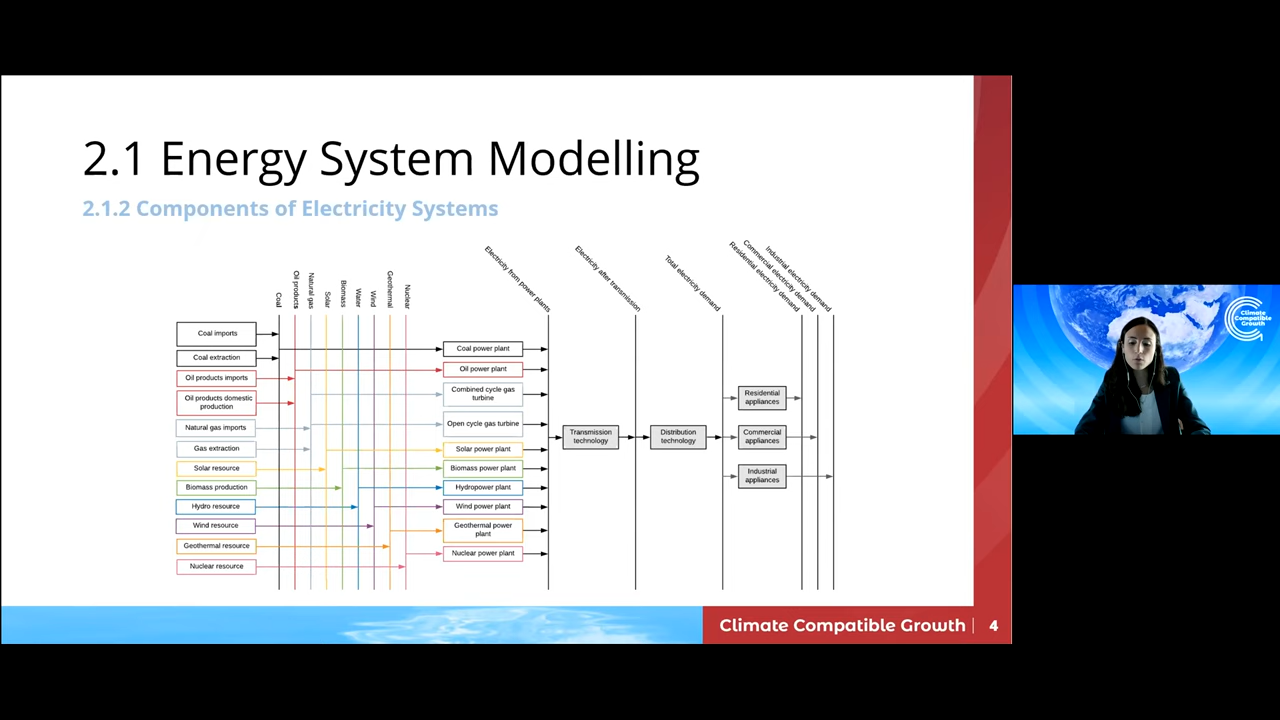 2.1 Energy System Modelling
2.1.2 Components of Electricity Systems
Coal
Oil products
Natural gas
Solar
Biomass
Water
Wind
Geothermal
Nuclear
Electricity from power plants
Electricity after transmission
Total electricity demand
Residential electricity demand
Commercial electricity demand
Industrial electricity demand
Coal imports
Coal extraction
Oil products imports
Oil products domestic
production
Natural gas imports
Gas extraction
Solar resource
Biomass production
Hydro resource
Wind resource
Geothermal resource
Nuclear resource
Coal power plant
Oil power plant
Combined cycle gas
turbine
Open cycle gas turbine
Solar power plant
Biomass power plant
Hydropower plant
Wind power plant
Geothermal power
plant
Nuclear power plant
Transmission
technology
Distribution
technology
Residential
appliances
Commercial
appliances
Industrial
appliances
Climate Compatible Growth | 4
Climate
Compatible
Growth